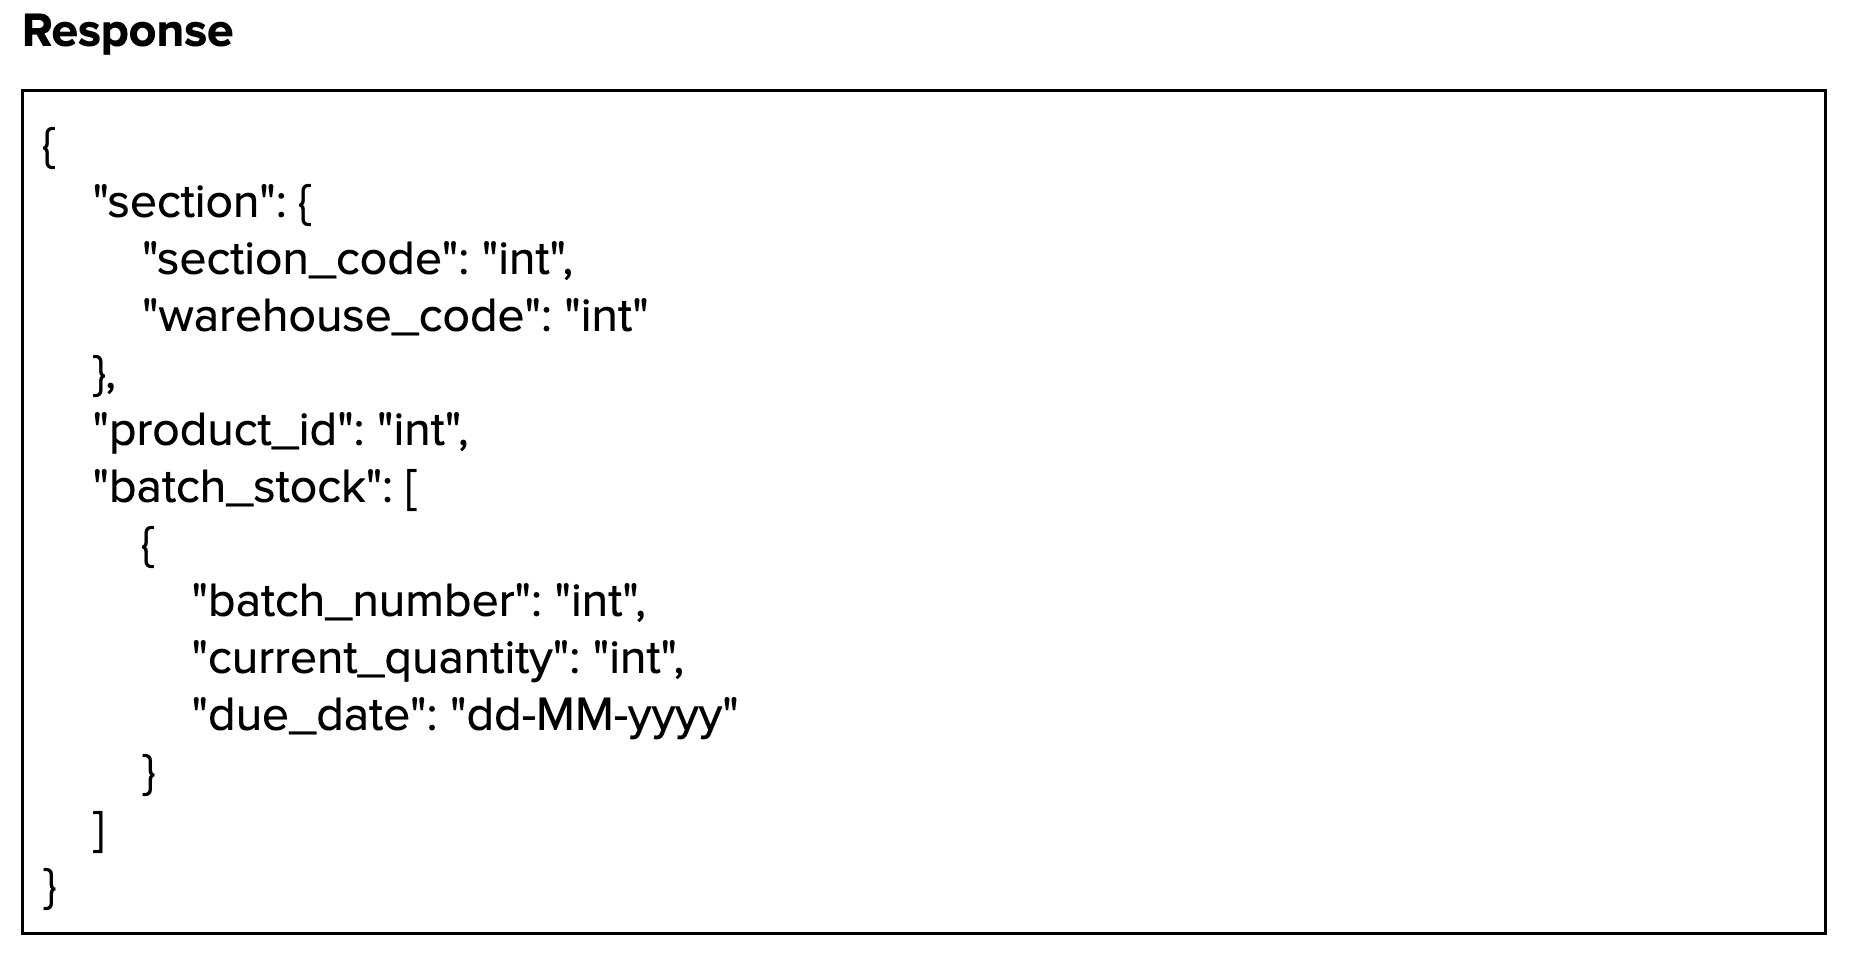 Response
{
"section": {
"section_code": "int",
"warehouse_code": "int"
},
"product_id": "int",
"batch_stock": [
{
"batch_number": "int",
"current_quantity": "int",
"due_date": "dd-MM-yyyy"
}
]
}